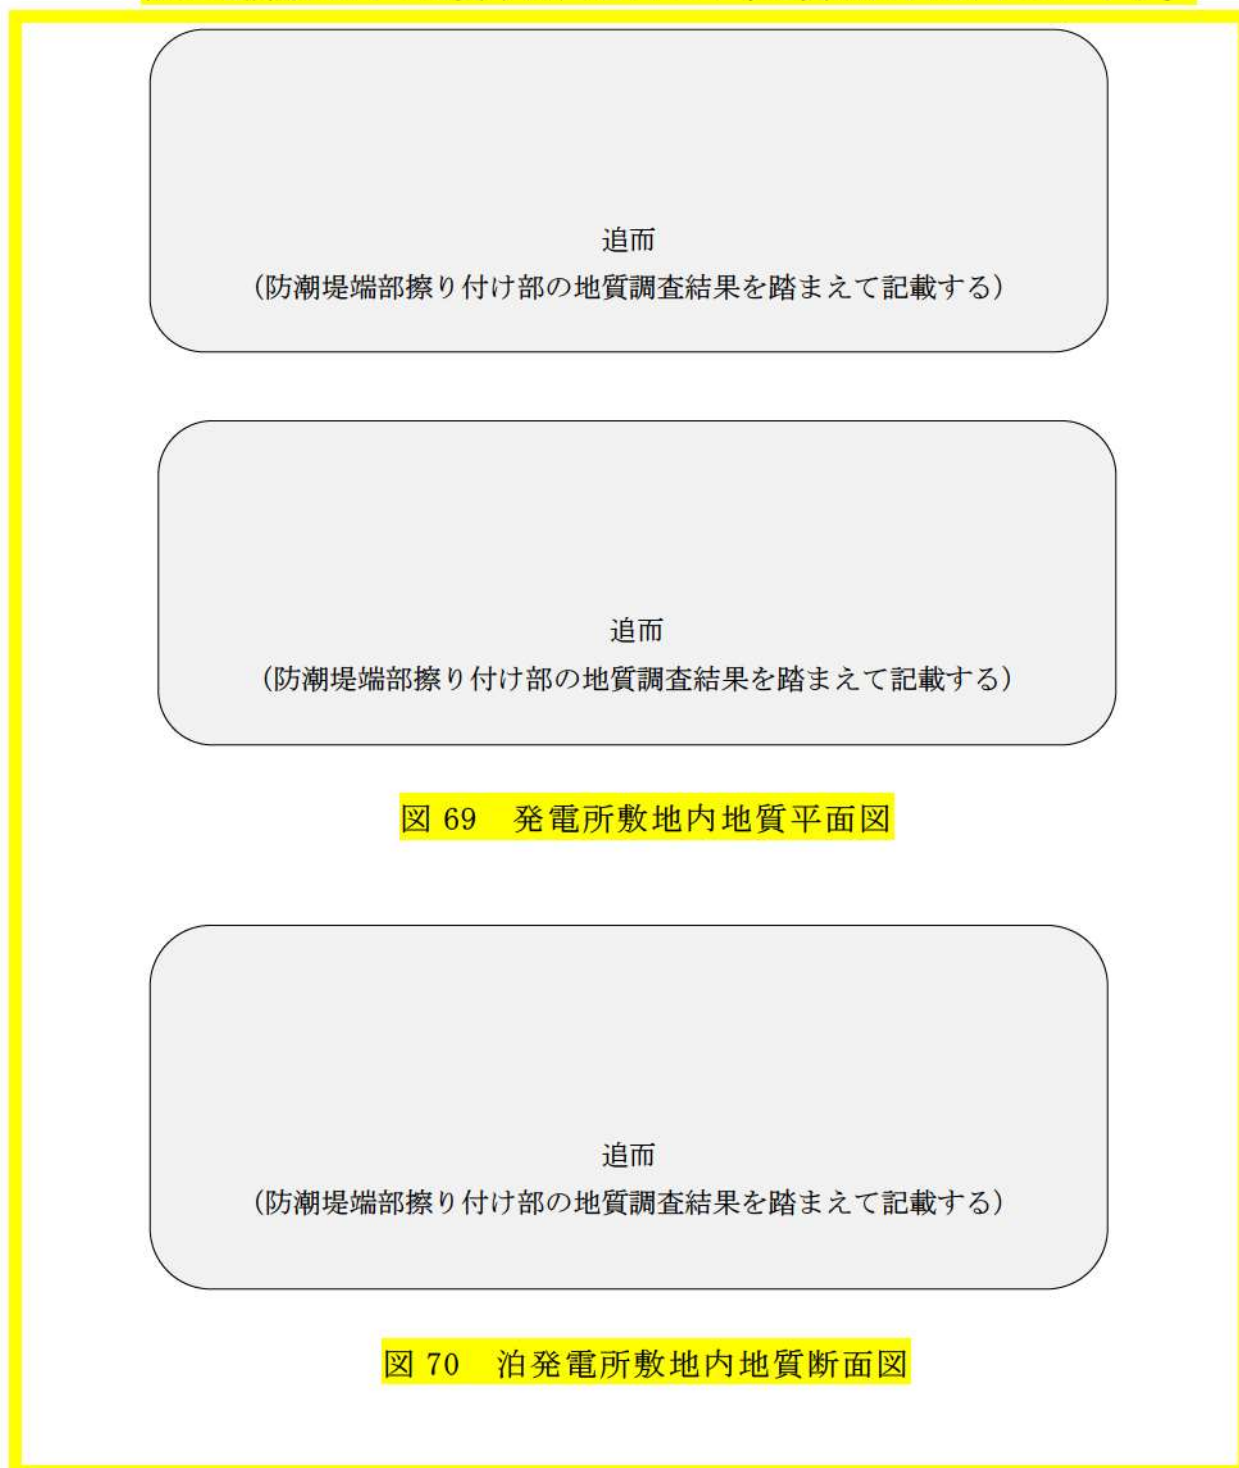 追而
（防潮堤端部擦り付け部の地質調査結果を踏まえて記載する）
追而
（防潮堤端部擦り付け部の地質調査結果を踏まえて記載する）
図 69　発電所敷地内地質平面図
追而
（防潮堤端部擦り付け部の地質調査結果を踏まえて記載する）
図 70　泊発電所敷地内地質断面図